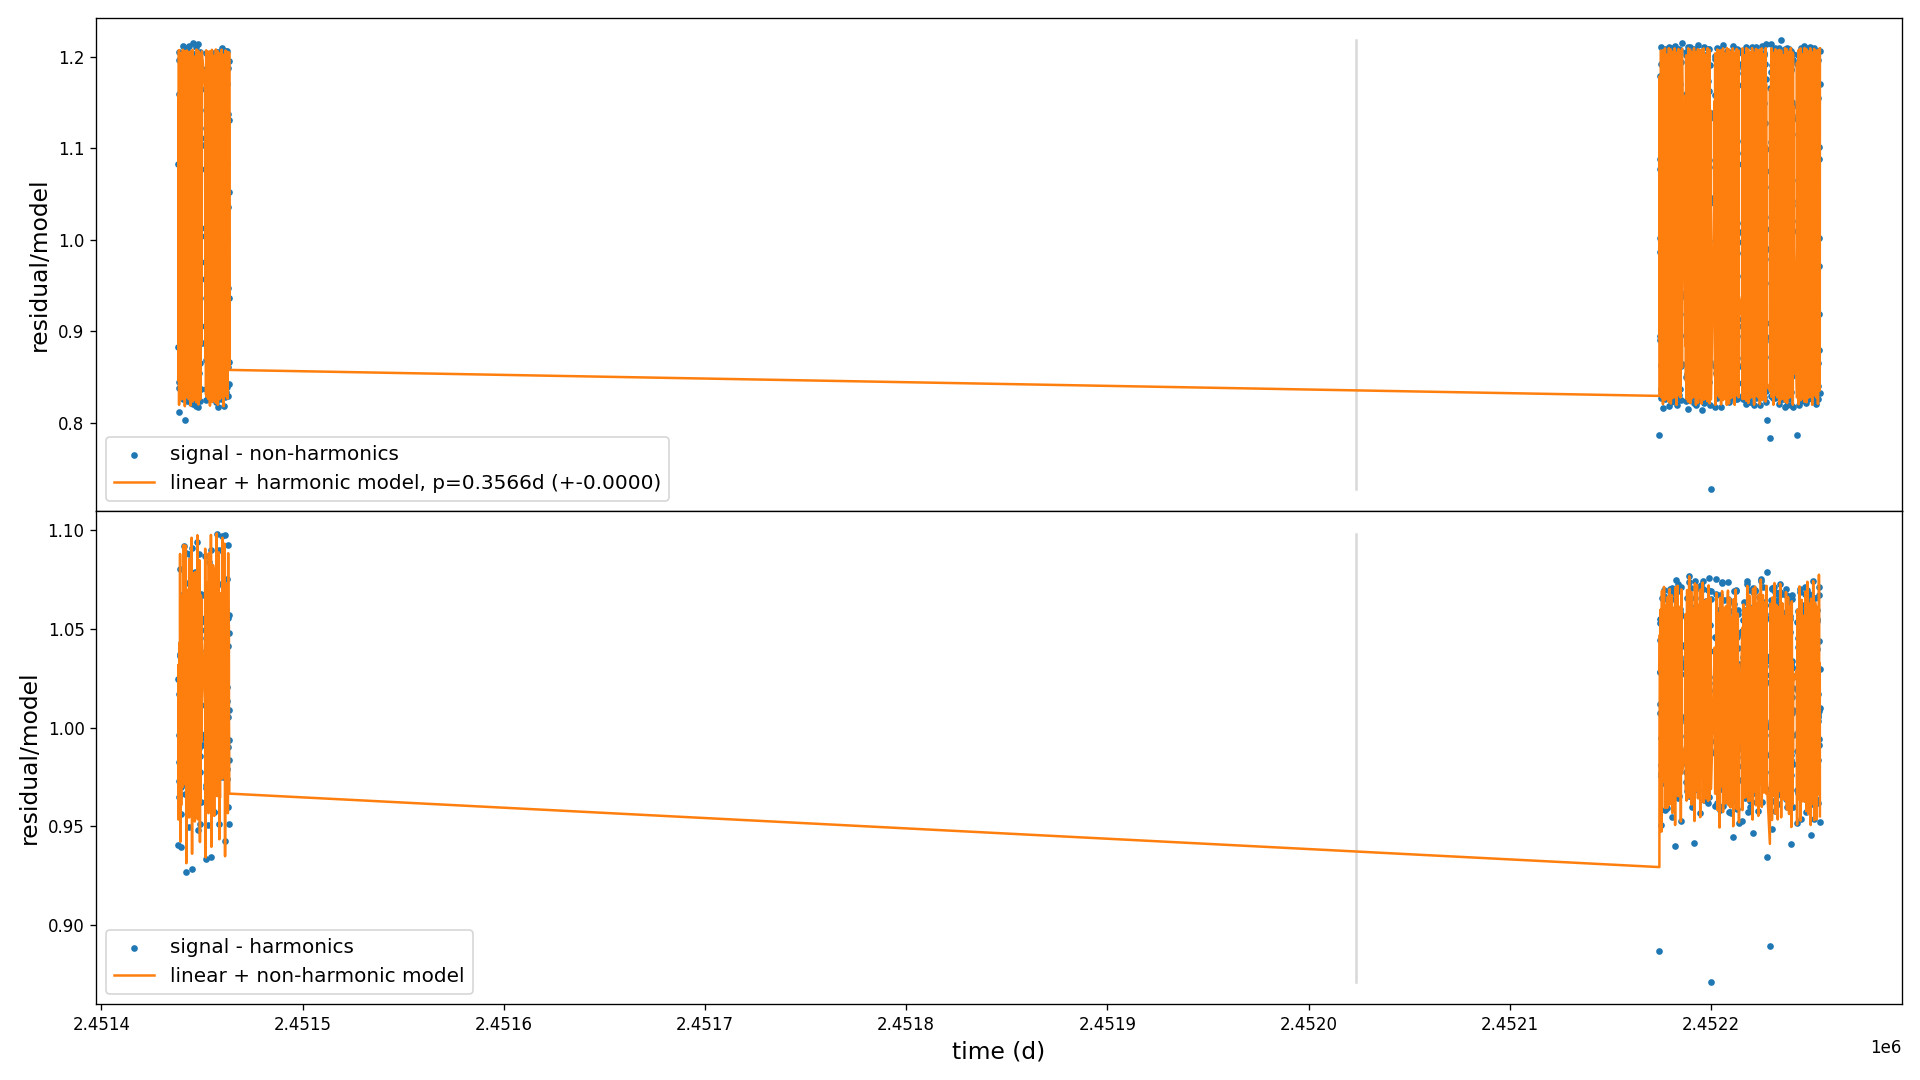 1.2
1.1
1.0
0.9
0.8
residual/model
signal - non-harmonics
linear + harmonic model, p=0.3566d (+-0.0000)
1.10
1.05
1.00
0.95
0.90
residual/model
signal - harmonics
linear + non-harmonic model
2.4514 2.4515 2.4516 2.4517 2.4518 2.4519 2.4520 2.4521 2.4522
time (d)
1e6